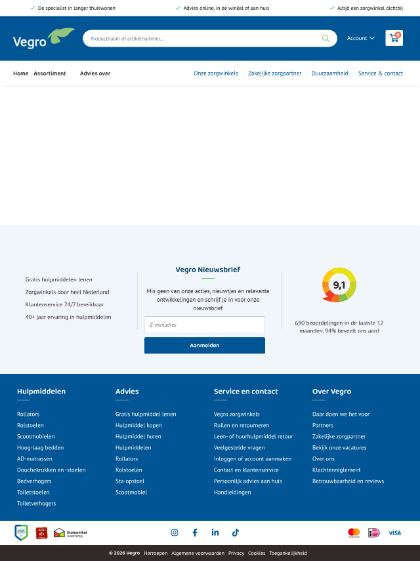 De specialist in langer thuiswonen
Advies online, in de winkel of aan huis
Altijd een zorgwinkel dichtbij
Vegro
Productnaam of artikelnummer...
Account
Home Assortiment Advies over
Onze zorgwinkels Zakelijke zorgpartner Duurzaamheid Service & contact
Gratis hulpmiddelen lenen
Zorgwinkels door heel Nederland
Klantenservice 24/7 bereikbaar
40+ jaar ervaring in hulpmiddelen
Vegro Nieuwsbrief
Mis geen van onze acties, nieuwtjes en relevante
ontwikkelingen en schrijf je in voor onze
nieuwsbrief!
E-mailadres
Aanmelden
9,1
690 beoordelingen in de laatste 12
maanden. 94% beveelt ons aan!
Hulpmiddelen
Rollators
Rolstoelen
Scootmobielen
Hoog-laag bedden
AD-matrassen
Douchekrukken en -stoelen
Bedverhogers
Toiletstoelen
Toiletverhogers
Advies
Gratis hulpmiddel lenen
Hulpmiddel kopen
Hulpmiddel huren
Hulpmiddelen
Rollators
Rolstoelen
Sta-opstoel
Scootmobiel
Service en contact
Vegro zorgwinkels
Ruilen en retourneren
Leen- of huurhulpmiddel retour
Veelgestelde vragen
Inloggen of account aanmaken
Contact en klantenservice
Persoonlijk advies aan huis
Handleidingen
Over Vegro
Daar doen we het voor
Partners
Zakelijke zorgpartner
Bekijk onze vacatures
Over ons
Klachtenreglement
Betrouwbaarheid en reviews
VISA
© 2026 Vegro Herroepen Algemene voorwaarden Privacy Cookies Toegankelijkheid